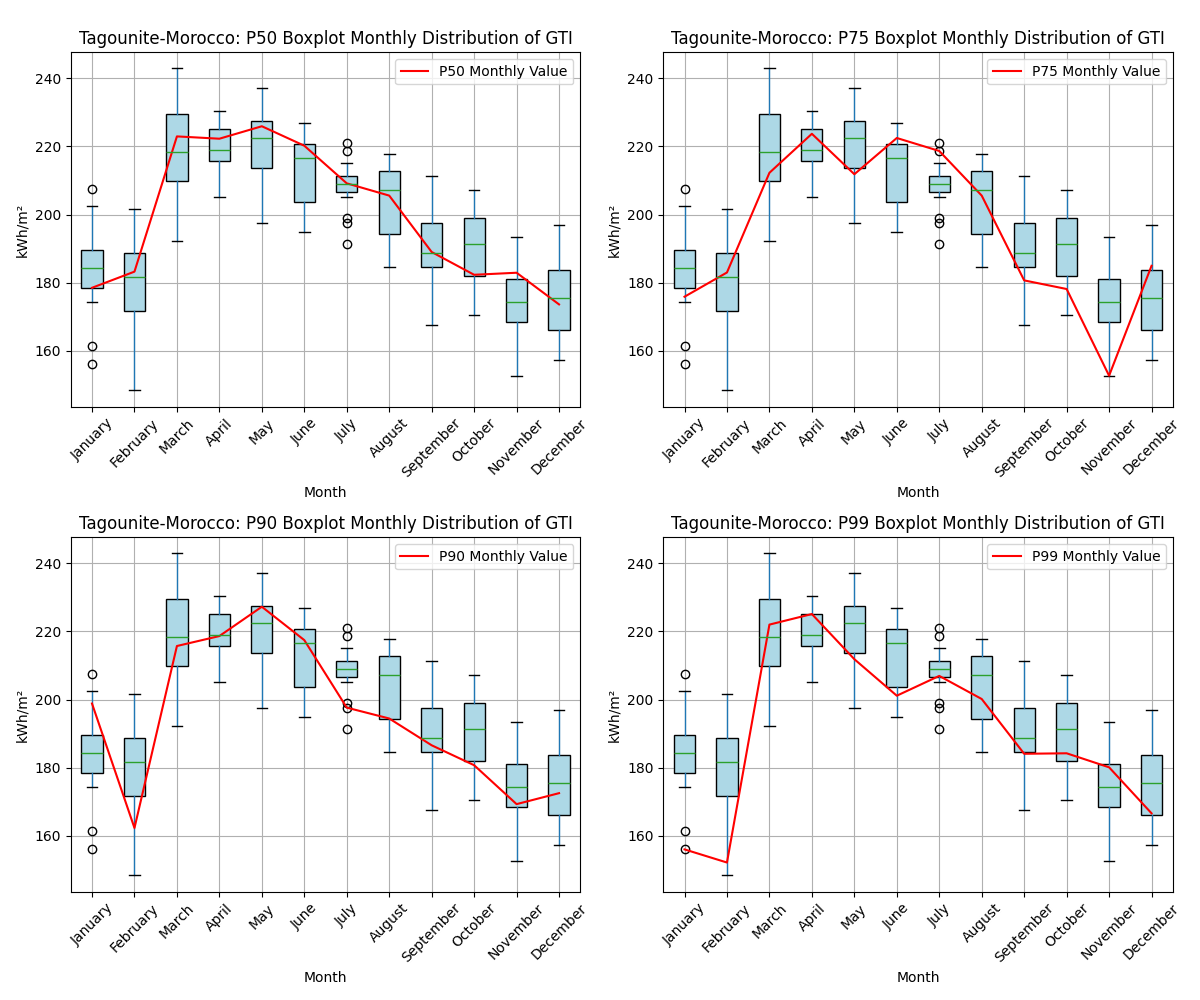 Tagounite-Morocco: P50 Boxplot Monthly Distribution of GTI
P50 Monthly Value
kWh/m²
240
220
200
180
160
January
February
March
April
May
June
July
August
September
October
November
December
Month
Tagounite-Morocco: P75 Boxplot Monthly Distribution of GTI
P75 Monthly Value
kWh/m²
240
220
200
180
160
January
February
March
April
May
June
July
August
September
October
November
December
Month
Tagounite-Morocco: P90 Boxplot Monthly Distribution of GTI
P90 Monthly Value
kWh/m²
240
220
200
180
160
January
February
March
April
May
June
July
August
September
October
November
December
Month
Tagounite-Morocco: P99 Boxplot Monthly Distribution of GTI
P99 Monthly Value
kWh/m²
240
220
200
180
160
January
February
March
April
May
June
July
August
September
October
November
December
Month